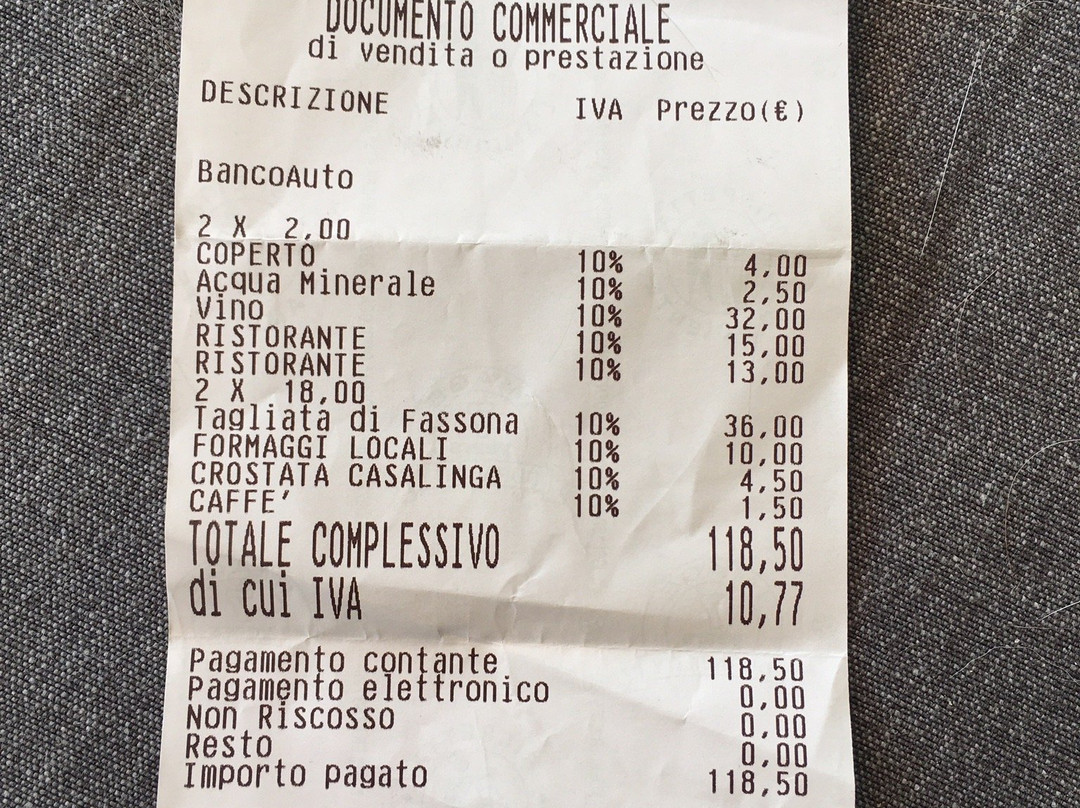 DOCUMENTO COMMERCIALE
di vendita o prestazione
DESCRIZIONE IVA Prezzo(€)
BancoAuto
2 X 2,00
COPERTO 10% 4,00
Acqua Minerale 10% 2,50
Vino 10% 32,00
RISTORANTE 10% 15,00
RISTORANTE 10% 13,00
2 X 18,00
Tagliata di Fassona 10% 36,00
FORMAGGI LOCALI 10% 10,00
CROSTATA CASALINGA 10% 4,50
CAFFE' 10% 1,50
TOTALE COMPLESSIVO 118,50
di cui IVA 10,77
Pagamento contante 118,50
Pagamento elettronico 0,00
Non Riscosso 0,00
Resto 0,00
Importo pagato 118,50